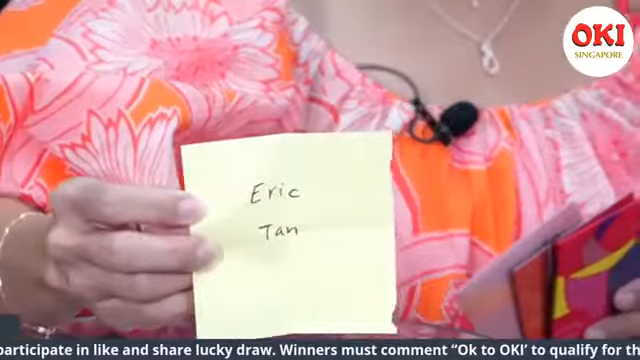 OKI
SINGAPORE
Eric
Tan
participate in like and share lucky draw. Winners must comment “Ok to OKI’ to qualify for th